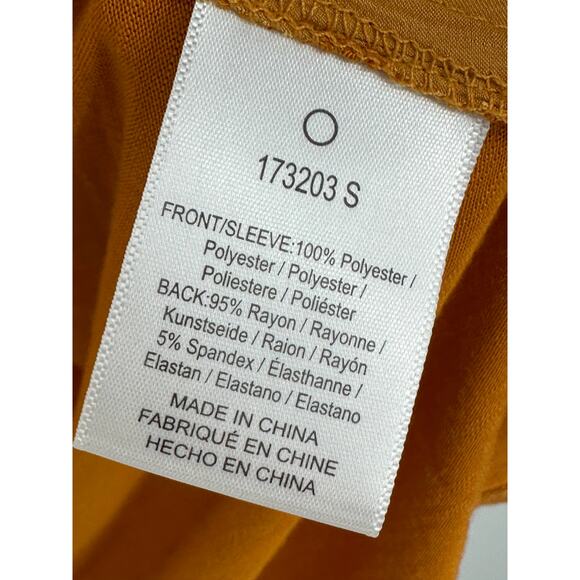 173203 S
FRONT/SLEEVE:100% Polyester /
Polyester / Polyester /
Poliestere / Poliéster
BACK:95% Rayon / Rayonne /
Kunstseide / Raion / Rayón
5% Spandex / Élasthanne /
Elastan / Elastano / Elastano
MADE IN CHINA
FABRIQUÉ EN CHINE
HECHO EN CHINA